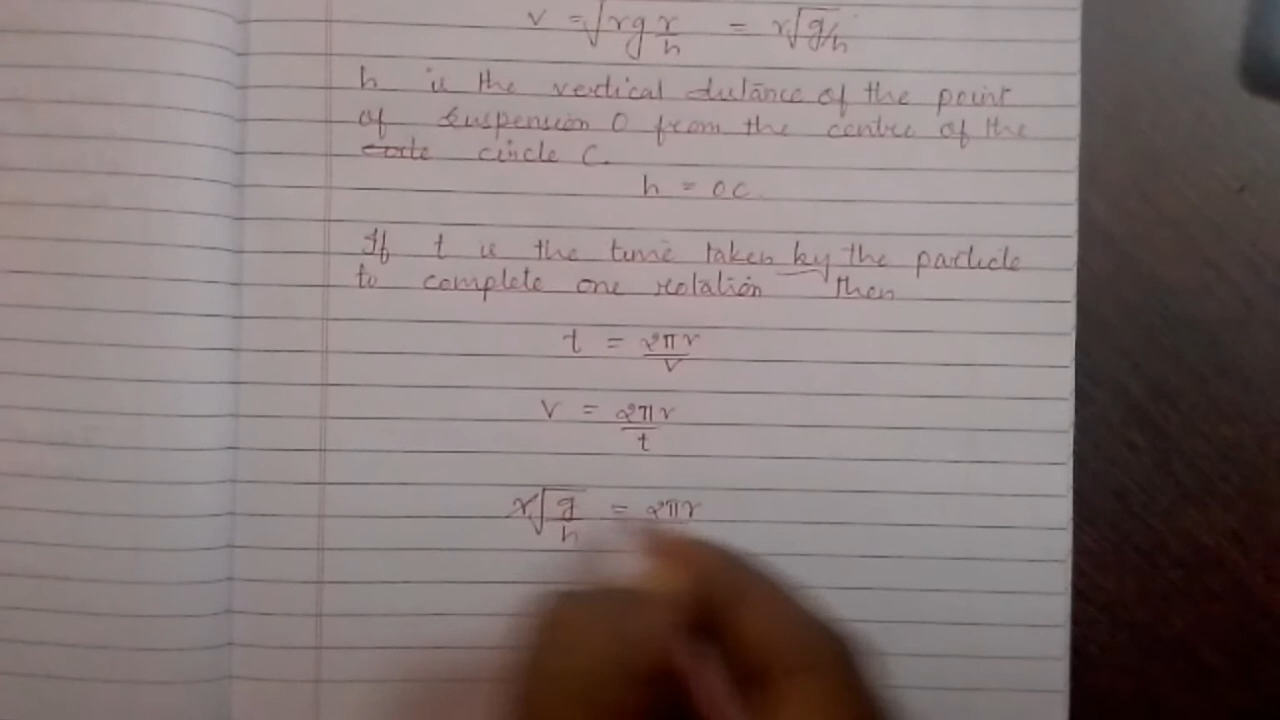 v = √rg r/h = r√g/h
h is the vertical distance of the point
of suspension O from the centre of the
circle C.
h = OC.
If t is the time taken by the particle
to complete one rotation then
t = 2πr/v
v = 2πr/t
r√g/h = 2πr